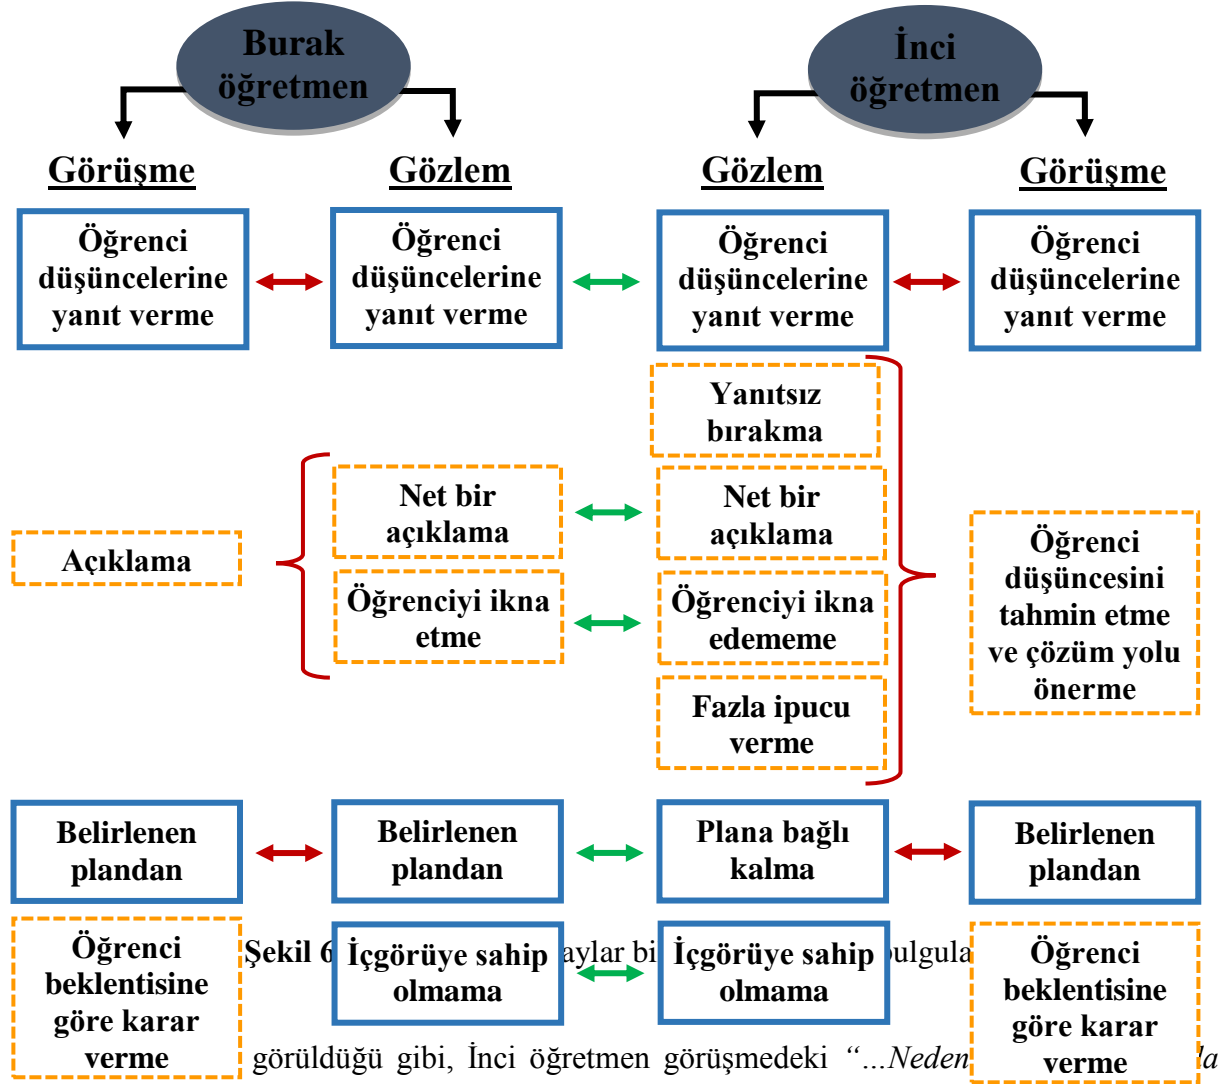 Burak
öğretmen
İnci
öğretmen
Görüşme
Gözlem
Gözlem
Görüşme
Öğrenci
düşüncelerine
yanıt verme
Öğrenci
düşüncelerine
yanıt verme
Öğrenci
düşüncelerine
yanıt verme
Öğrenci
düşüncelerine
yanıt verme
Yanıtsız
bırakma
Net bir
açıklama
Net bir
açıklama
Açıklama
Öğrenciyi ikna
etme
Öğrenciyi ikna
edememe
Öğrenci
düşüncesini
tahmin etme
ve çözüm yolu
önerme
Fazla ipucu
verme
Belirlenen
plandan
Belirlenen
plandan
Plana bağlı
kalma
Belirlenen
plandan
Öğrenci
beklentisine
göre karar
verme
İçgörüye sahip
olmama
İçgörüye sahip
olmama
Öğrenci
beklentisine
göre karar
verme
Şekil 6
görüldüğü gibi, İnci öğretmen görüşmedeki “...Neden